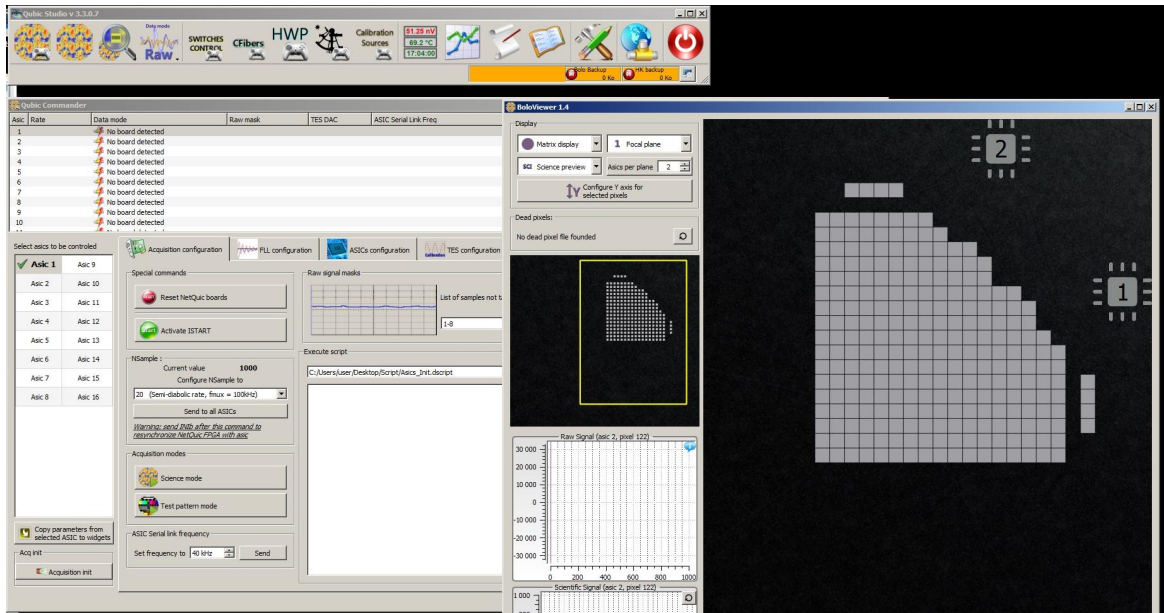 Qubic Studio v 3.3.0.7
Data mode
Raw
SWITCHES
CONTROL
CFibers
HWP
Calibration
Sources
51.25 nV
69.2 °C
17:04:00
Bolo Backup
0 Ko
HK backup
0 Ko
Qubic Commander
Asic Rate Data mode Raw mask TES DAC ASIC Serial Link Freq
1 No board detected
2 No board detected
3 No board detected
4 No board detected
5 No board detected
6 No board detected
7 No board detected
8 No board detected
9 No board detected
10 No board detected
Select asics to be controled
Asic 1 Asic 9
Asic 2 Asic 10
Asic 3 Asic 11
Asic 4 Asic 12
Asic 5 Asic 13
Asic 6 Asic 14
Asic 7 Asic 15
Asic 8 Asic 16
Copy parameters from
selected ASIC to widgets
Acq init
Acquisition init
Acquisition configuration FLL configuration ASICs configuration TES configuration
Special commands
Reset NetQuic boards
Activate ISTART
NSample :
Current value 1000
Configure NSample to
20 (Semi-diabolic rate, fmux = 100kHz)
Send to all ASICs
Warning: send INIb after this command to
resynchronize NetQuic FPGA with asic
Acquisition modes
Science mode
Test pattern mode
ASIC Serial link frequency
Set frequency to 40 kHz Send
Raw signal masks
List of samples not t
1-8
Execute script
C:/Users/user/Desktop/Script/Asics_Init.dscript
BoloViewer 1.4
Display
Matrix display 1 Focal plane
SCI Science preview Asics per plane 2
Configure Y axis for
selected pixels
Dead pixels:
No dead pixel file founded
Raw Signal (asic 2, pixel 122)
30 000
20 000
10 000
0
-10 000
-20 000
-30 000
0 200 400 600 800 1000
Scientific Signal (asic 2, pixel 122)
1 000
2
1